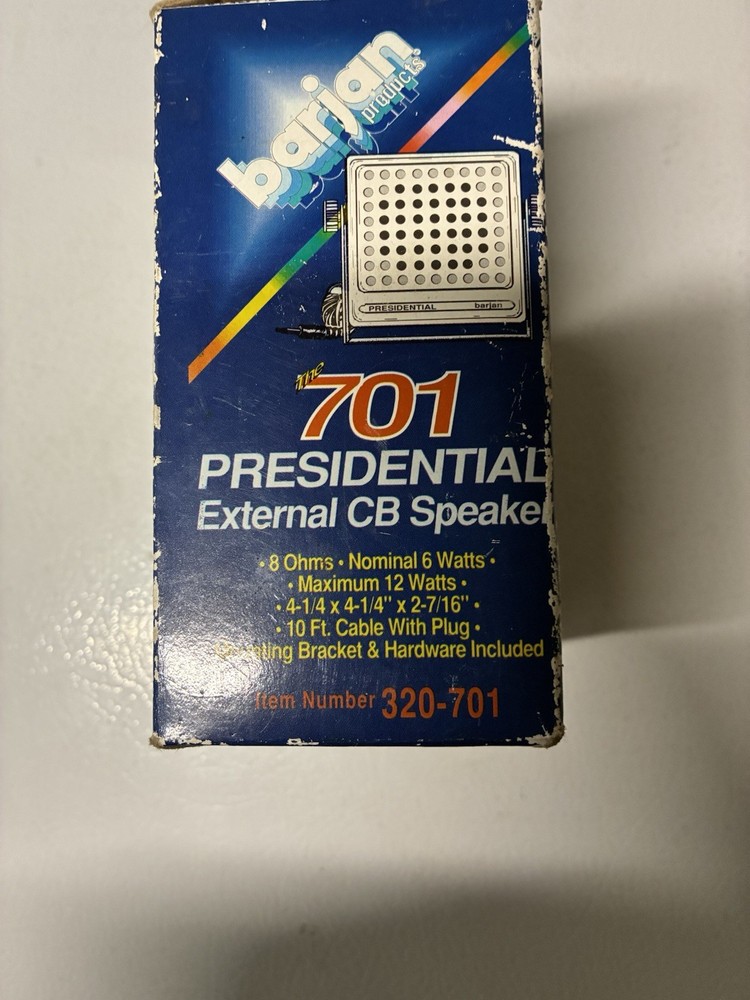 barjan
products
PRESIDENTIAL barjan
The
701
PRESIDENTIAL
External CB Speaker
• 8 Ohms • Nominal 6 Watts •
• Maximum 12 Watts •
• 4-1/4 x 4-1/4" x 2-7/16" •
• 10 Ft. Cable With Plug •
Bracket & Hardware Included
Item Number 320-701